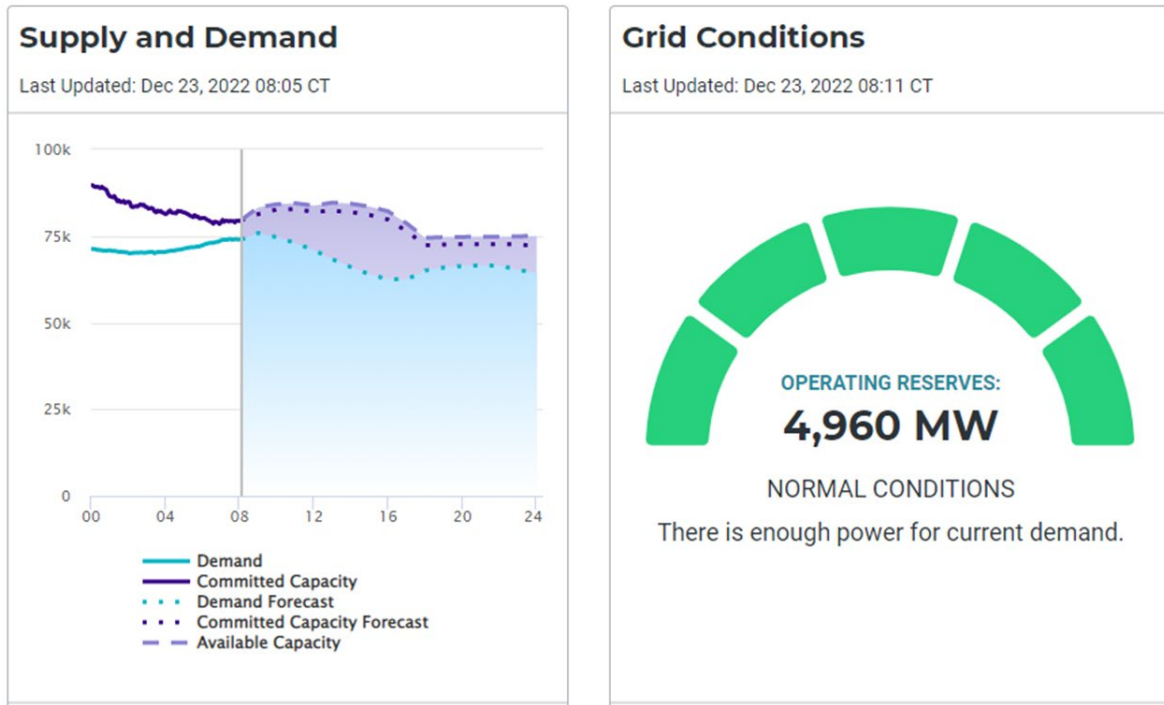 Supply and Demand
Last Updated: Dec 23, 2022 08:05 CT
100k
75k
50k
25k
0
00 04 08 12 16 20 24
Demand
Committed Capacity
Demand Forecast
Committed Capacity Forecast
Available Capacity
Grid Conditions
Last Updated: Dec 23, 2022 08:11 CT
OPERATING RESERVES:
4,960 MW
NORMAL CONDITIONS
There is enough power for current demand.